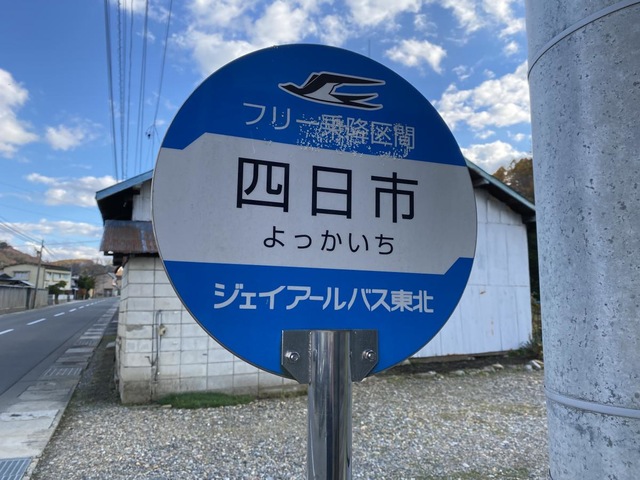 フリー乗降区間
四日市
よっかいち
ジェイアールバス東北